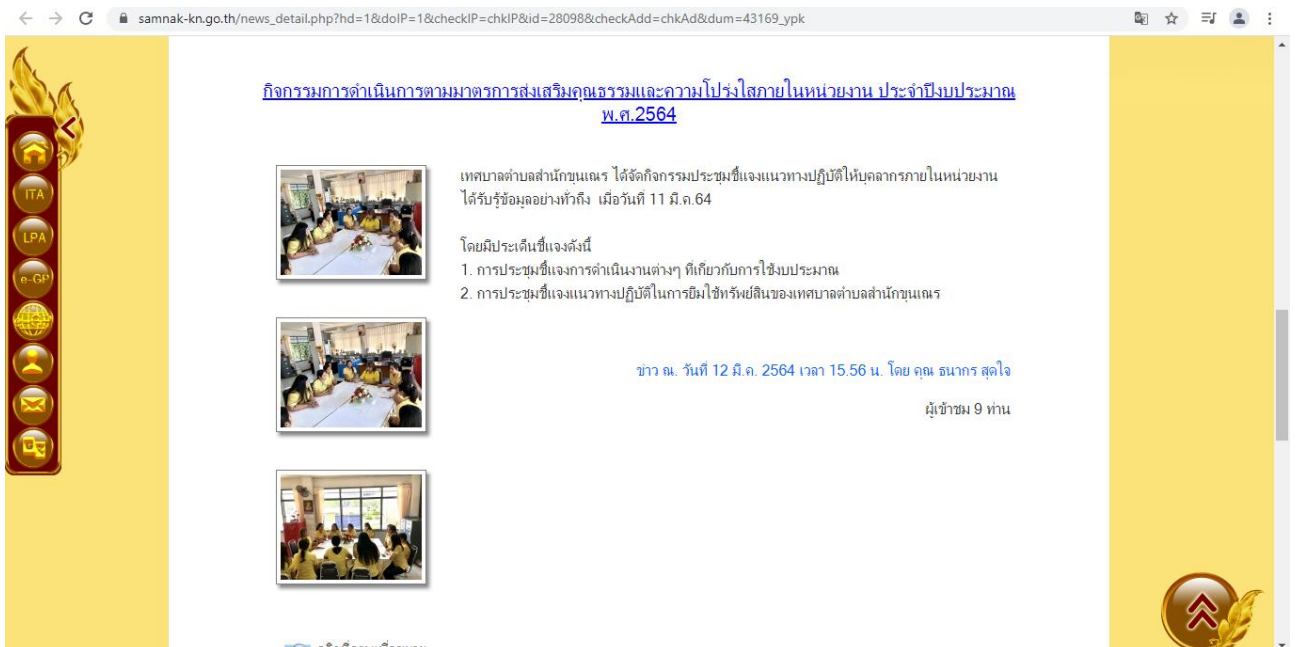 samnak-kn.go.th/news_detail.php?hd=1&dolP=1&checkIP=chkIP&id=28098&checkAdd=chkAd&dum=43169_ypk
กิจกรรมการดำเนินการตามมาตรการส่งเสริมคุณธรรมและความโปร่งใสภายในหน่วยงาน ประจำปีงบประมาณ
พ.ศ.2564
ITA
LPA
e-GP
เทศบาลตำบลสำนักขุนเณร ได้จัดกิจกรรมประชุมชี้แจงแนวทางปฏิบัติให้บุคลากรภายในหน่วยงาน
ได้รับรู้ข้อมูลอย่างทั่วถึง เมื่อวันที่ 11 มี.ค.64
โดยมีประเด็นชี้แจงดังนี้
1. การประชุมชี้แจงการดำเนินงานต่างๆ ที่เกี่ยวกับการใช้งบประมาณ
2. การประชุมชี้แจงแนวทางปฏิบัติในการยืมใช้ทรัพย์สินของเทศบาลตำบลสำนักขุนเณร
ข่าว ณ. วันที่ 12 มี.ค. 2564 เวลา 15.56 น. โดย คุณ ธนากร สุดใจ
ผู้เข้าชม 9 ท่าน